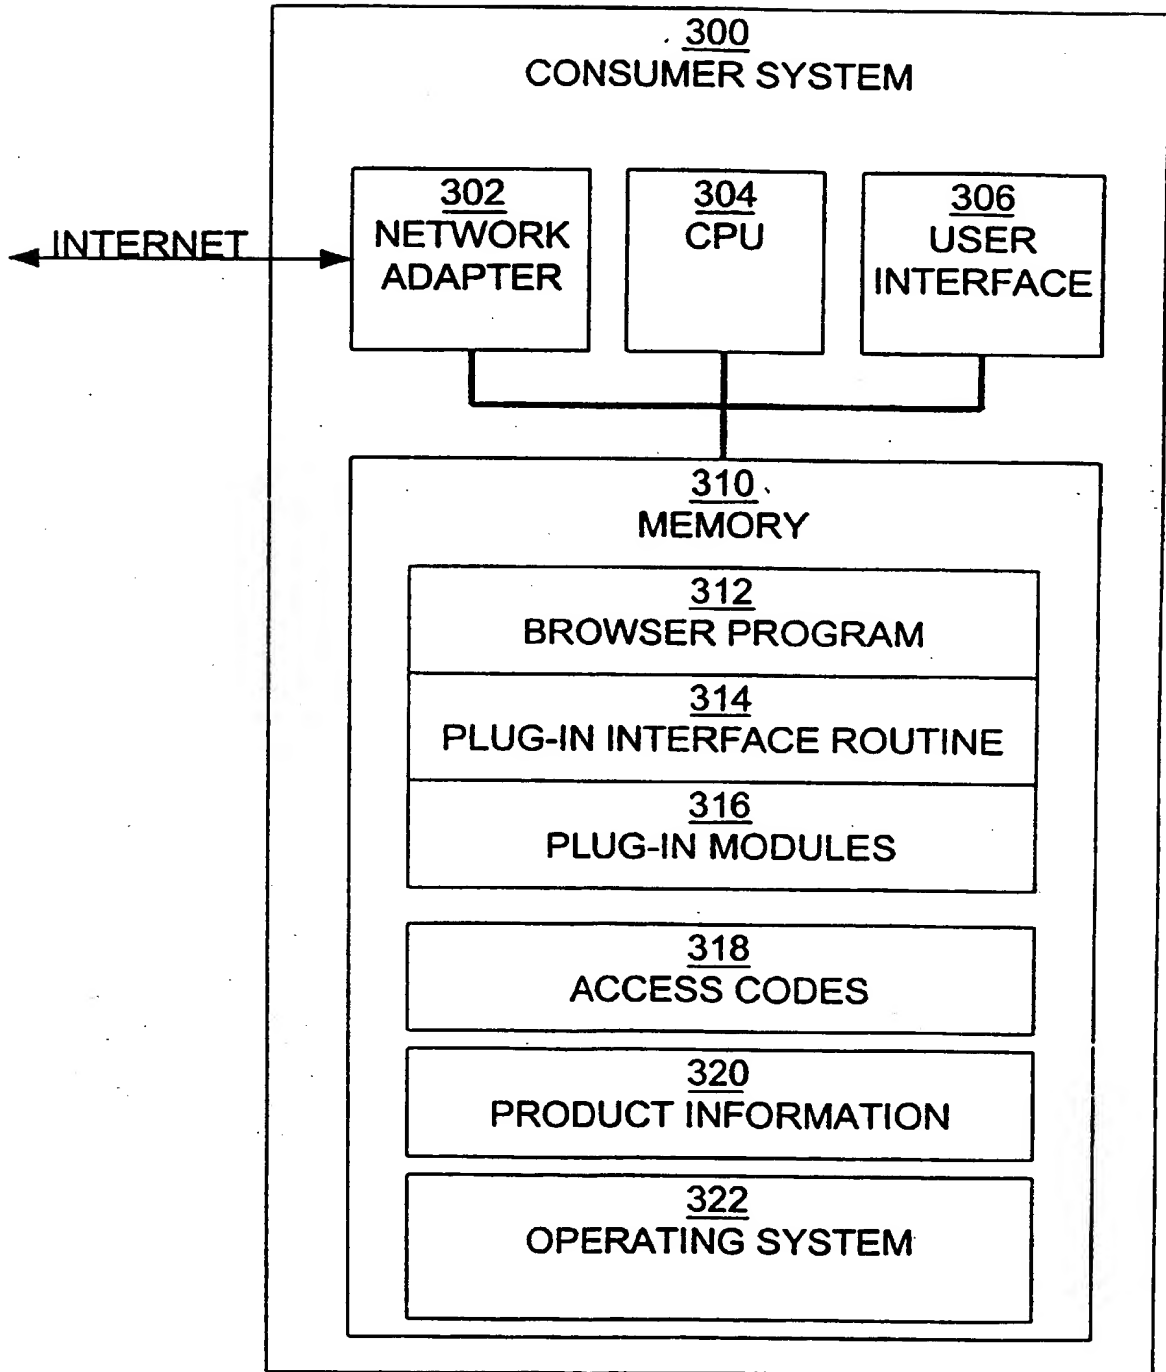 300
CONSUMER SYSTEM
INTERNET
302
NETWORK
ADAPTER
304
CPU
306
USER
INTERFACE
310
MEMORY
312
BROWSER PROGRAM
314
PLUG-IN INTERFACE ROUTINE
316
PLUG-IN MODULES
318
ACCESS CODES
320
PRODUCT INFORMATION
322
OPERATING SYSTEM